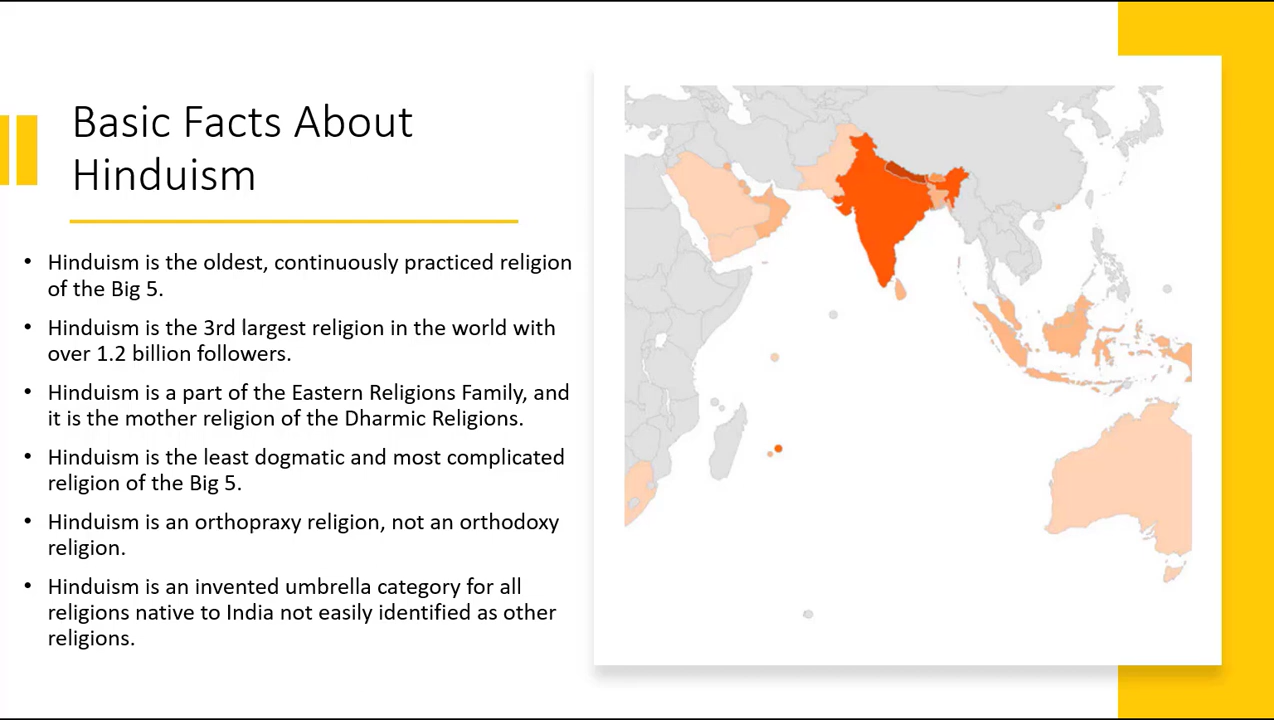 Basic Facts About
Hinduism
• Hinduism is the oldest, continuously practiced religion
of the Big 5.
• Hinduism is the 3rd largest religion in the world with
over 1.2 billion followers.
• Hinduism is a part of the Eastern Religions Family, and
it is the mother religion of the Dharmic Religions.
• Hinduism is the least dogmatic and most complicated
religion of the Big 5.
• Hinduism is an orthopraxy religion, not an orthodoxy
religion.
• Hinduism is an invented umbrella category for all
religions native to India not easily identified as other
religions.